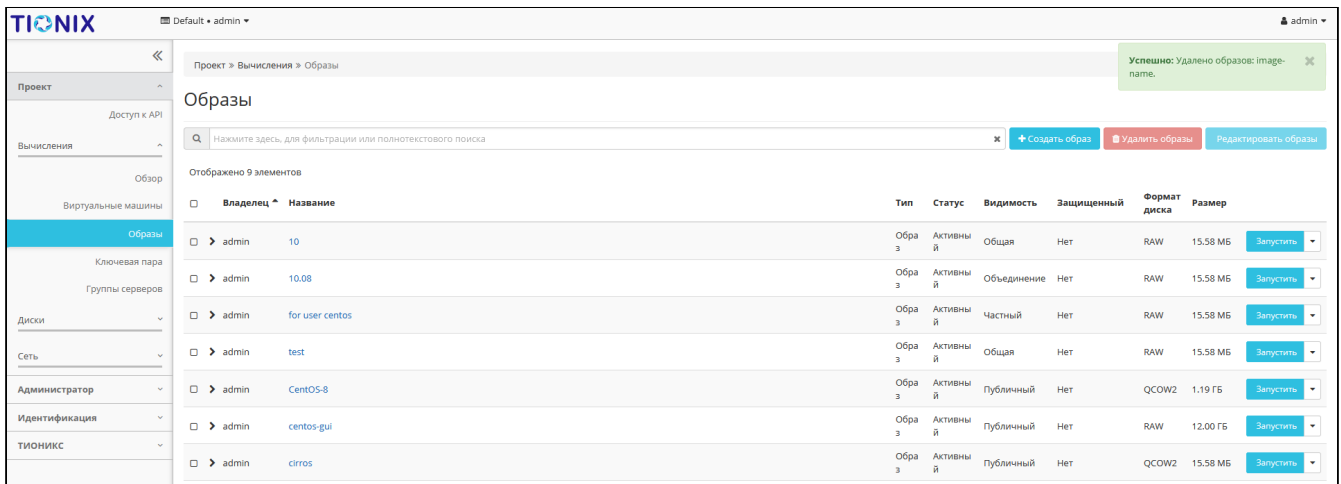 TIONIX
Default • admin
admin
Проект » Вычисления » Образы
Успешно: Удалено образов: image-
name.
Проект
Доступ к API
Вычисления
Обзор
Виртуальные машины
Образы
Ключевая пара
Группы серверов
Диски
Сеть
Администратор
Идентификация
ТИОНИКС
Образы
Нажмите здесь, для фильтрации или полнотекстового поиска
+ Создать образ
Удалить образы
Редактировать образы
Отображено 9 элементов
Владелец Название Тип Статус Видимость Защищенный Формат
диска Размер
admin 10 Обра
з Активны
й Общая Нет RAW 15.58 МБ Запустить
admin 10.08 Обра
з Активны
й Объединение Нет RAW 15.58 МБ Запустить
admin for user centos Обра
з Активны
й Частный Нет RAW 15.58 МБ Запустить
admin test Обра
з Активны
й Общая Нет RAW 15.58 МБ Запустить
admin CentOS-8 Обра
з Активны
й Публичный Нет QCOW2 1.19 ГБ Запустить
admin centos-gui Обра
з Активны
й Публичный Нет RAW 12.00 ГБ Запустить
admin cirros Обра
з Активны
й Публичный Нет QCOW2 15.58 МБ Запустить